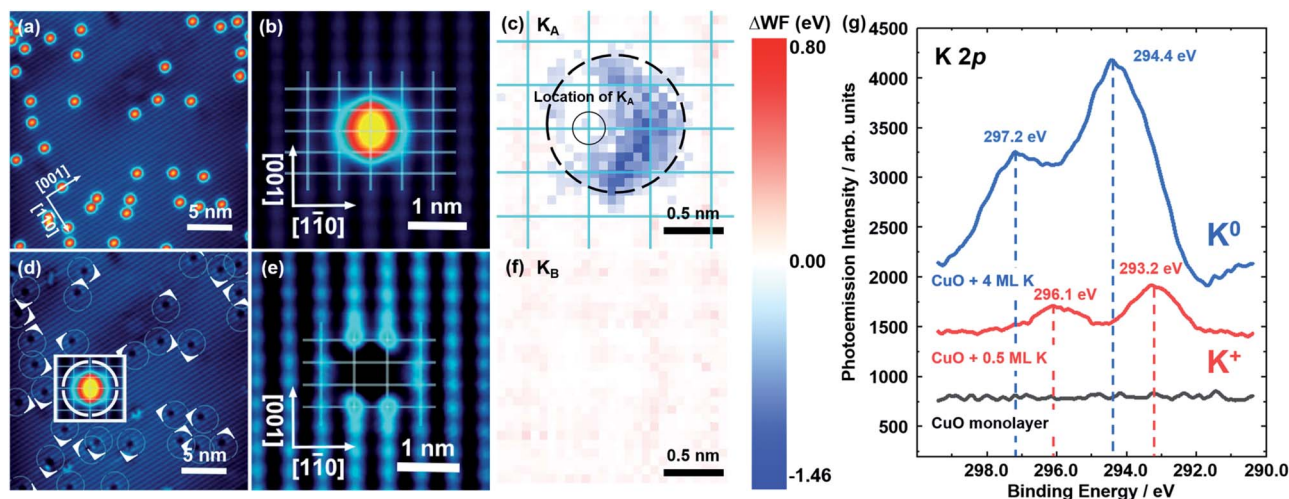 (a)
[001]
[1̄10]
5 nm
(b)
[001]
[11̄0]
1 nm
(c)
K_A
Location of K_A
0.5 nm
ΔWF (eV)
0.80
0.00
-1.46
(d)
5 nm
(e)
[001]
[11̄0]
1 nm
(f)
K_B
0.5 nm
(g)
Photoemission Intensity / arb. units
4500
4000
3500
3000
2500
2000
1500
1000
500
K 2p
294.4 eV
297.2 eV
K⁰
CuO + 4 ML K
293.2 eV
296.1 eV
CuO + 0.5 ML K
K⁺
CuO monolayer
298.0
296.0
294.0
292.0
290.0
Binding Energy / eV